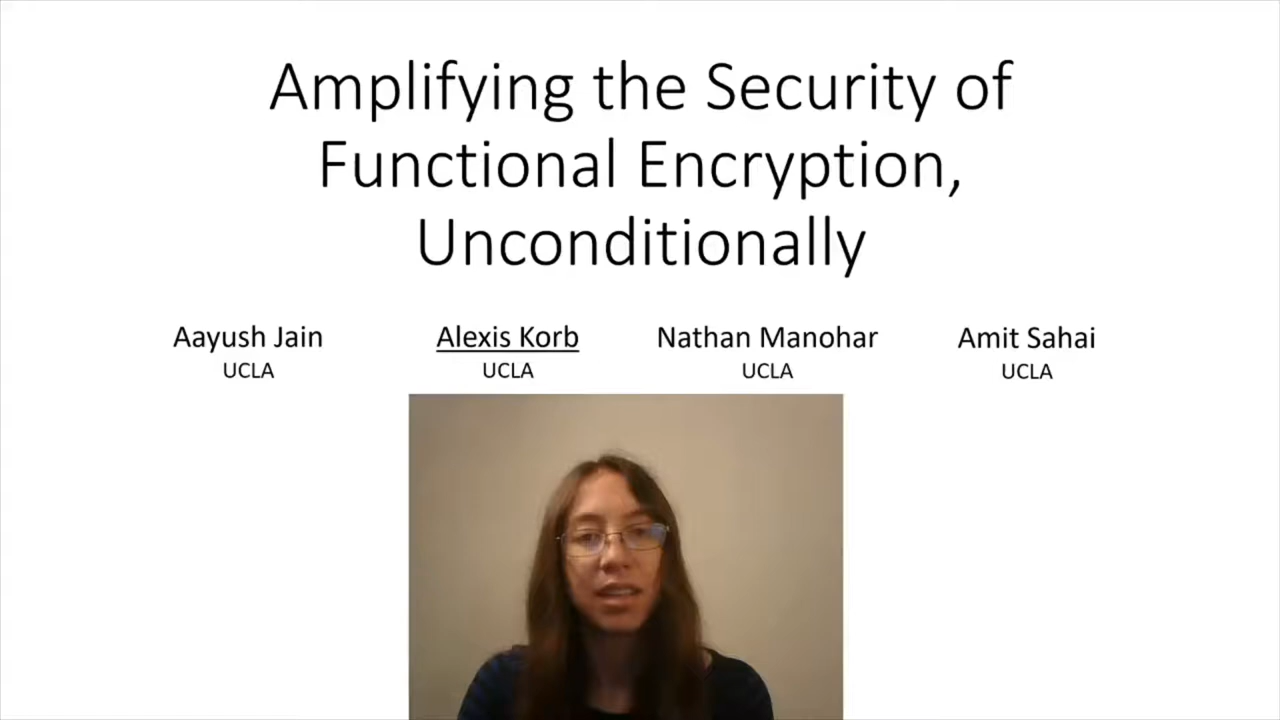 Amplifying the Security of
Functional Encryption,
Unconditionally
Aayush Jain Alexis Korb Nathan Manohar Amit Sahai
UCLA UCLA UCLA UCLA